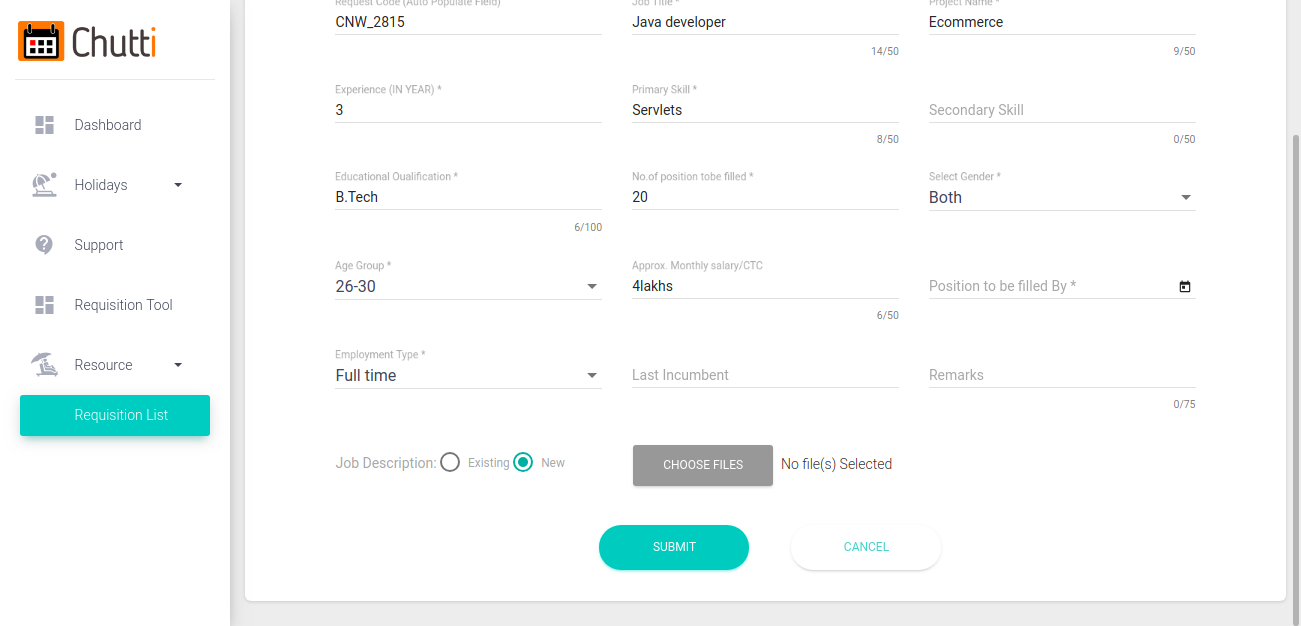 Chutti
Dashboard
Holidays
Support
Requisition Tool
Resource
Requisition List
Request Code (Auto Populate Field)
Job Title *
Project Name *
CNW_2815
Java developer
Ecommerce
14/50
9/50
Experience (IN YEAR) *
Primary Skill *
3
Servlets
Secondary Skill
8/50
0/50
Educational Qualification *
No.of position tobe filled *
Select Gender *
B.Tech
20
Both
6/100
Age Group *
Approx. Monthly salary/CTC
26-30
4lakhs
Position to be filled By *
6/50
Employment Type *
Full time
Last Incumbent
Remarks
0/75
Job Description:
Existing
New
CHOOSE FILES
No file(s) Selected
SUBMIT
CANCEL